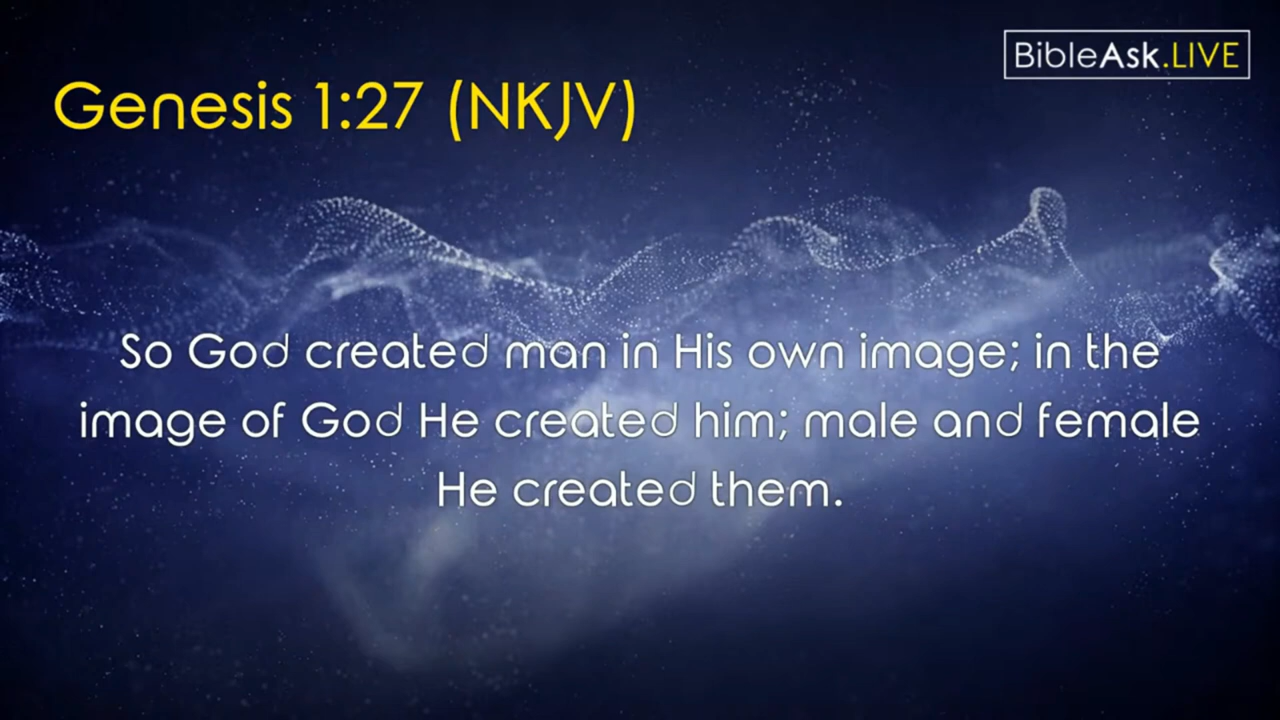 BibleAsk.LIVE
Genesis 1:27 (NKJV)
So God created man in His own image; in the
image of God He created him; male and female
He created them.